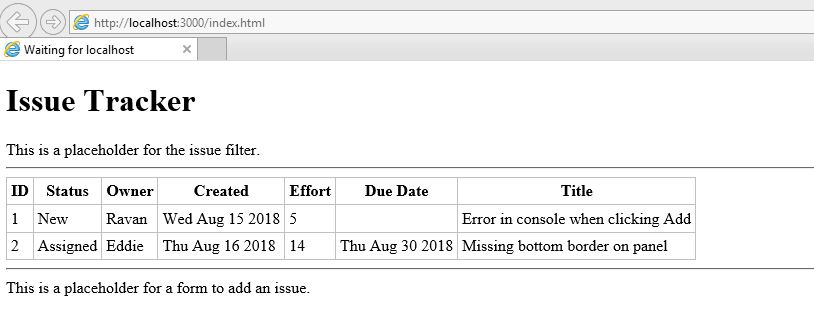 http://localhost:3000/index.html
Waiting for localhost
Issue Tracker
This is a placeholder for the issue filter.
ID Status Owner Created Effort Due Date Title
1 New Ravan Wed Aug 15 2018 5 Error in console when clicking Add
2 Assigned Eddie Thu Aug 16 2018 14 Thu Aug 30 2018 Missing bottom border on panel
This is a placeholder for a form to add an issue.